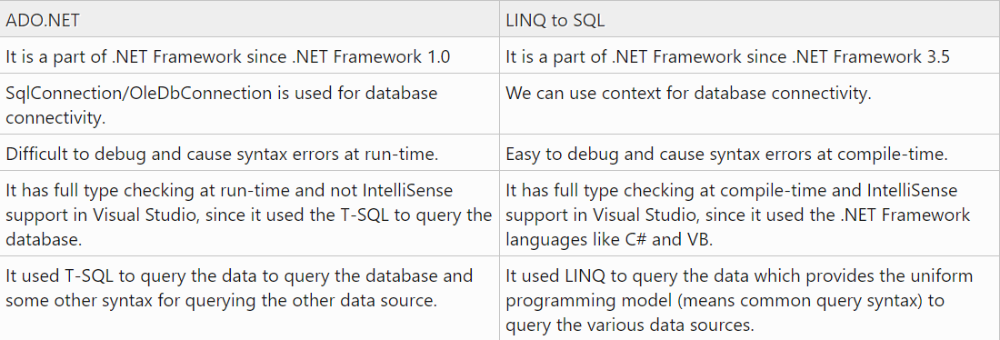 ADO.NET
LINQ to SQL
It is a part of .NET Framework since .NET Framework 1.0
It is a part of .NET Framework since .NET Framework 3.5
SqlConnection/OleDbConnection is used for database
connectivity.
We can use context for database connectivity.
Difficult to debug and cause syntax errors at run-time.
Easy to debug and cause syntax errors at compile-time.
It has full type checking at run-time and not IntelliSense
support in Visual Studio, since it used the T-SQL to query the
database.
It has full type checking at compile-time and IntelliSense
support in Visual Studio, since it used the .NET Framework
languages like C# and VB.
It used T-SQL to query the data to query the database and
some other syntax for querying the other data source.
It used LINQ to query the data which provides the uniform
programming model (means common query syntax) to
query the various data sources.